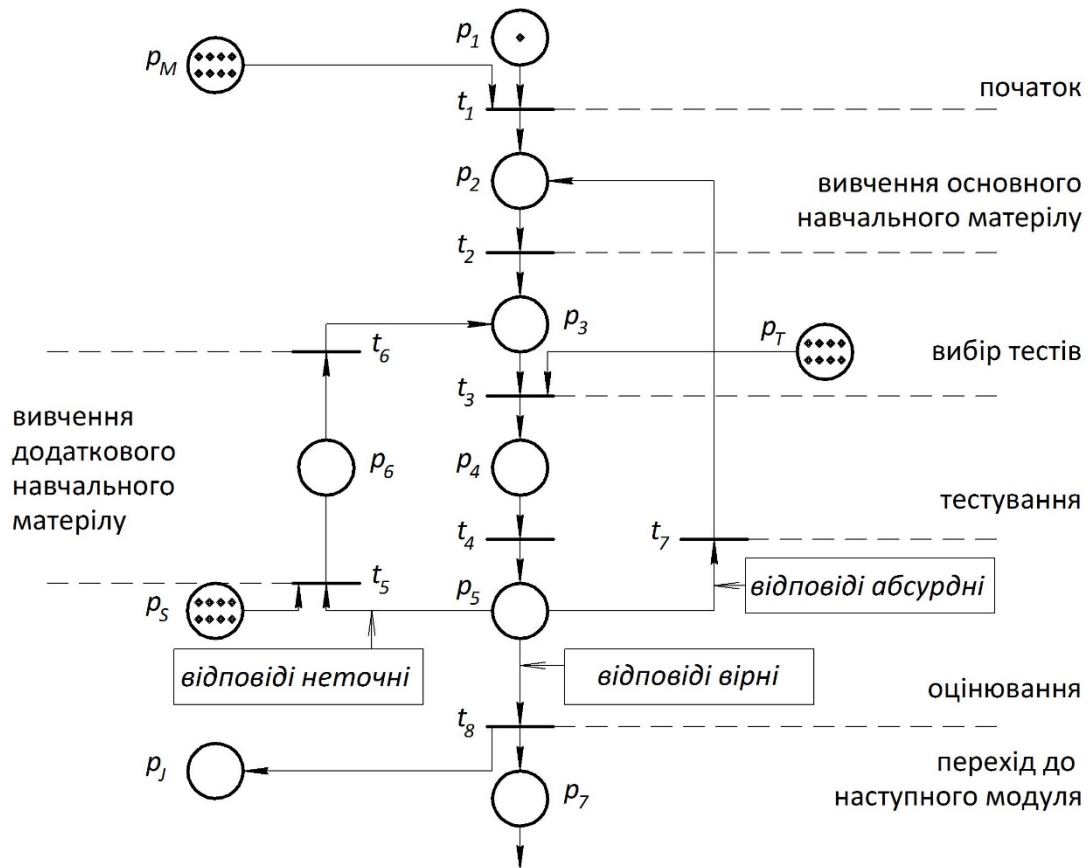 p1
pM
початок
t1
p2
вивчення основного
навчального матерілу
t2
p3
pT
t6
вибір тестів
t3
вивчення
додаткового
навчального
матерілу
p6
p4
тестування
t4
t7
t5
p5
відповіді абсурдні
pS
відповіді неточні
відповіді вірні
оцінювання
t8
pJ
перехід до
наступного модуля
p7